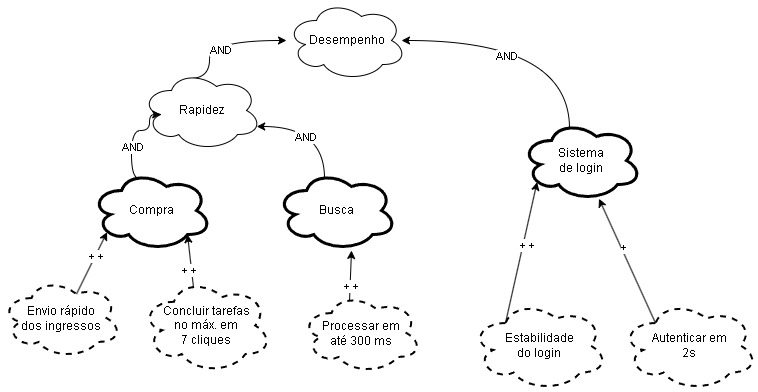 Desempenho
AND
AND
Rapidez
AND
AND
Sistema
de login
Compra
Busca
++
++
++
++
+
Envio rápido
dos ingressos
Concluir tarefas
no máx. em
7 cliques
Processar em
até 300 ms
Estabilidade
do login
Autenticar em
2s